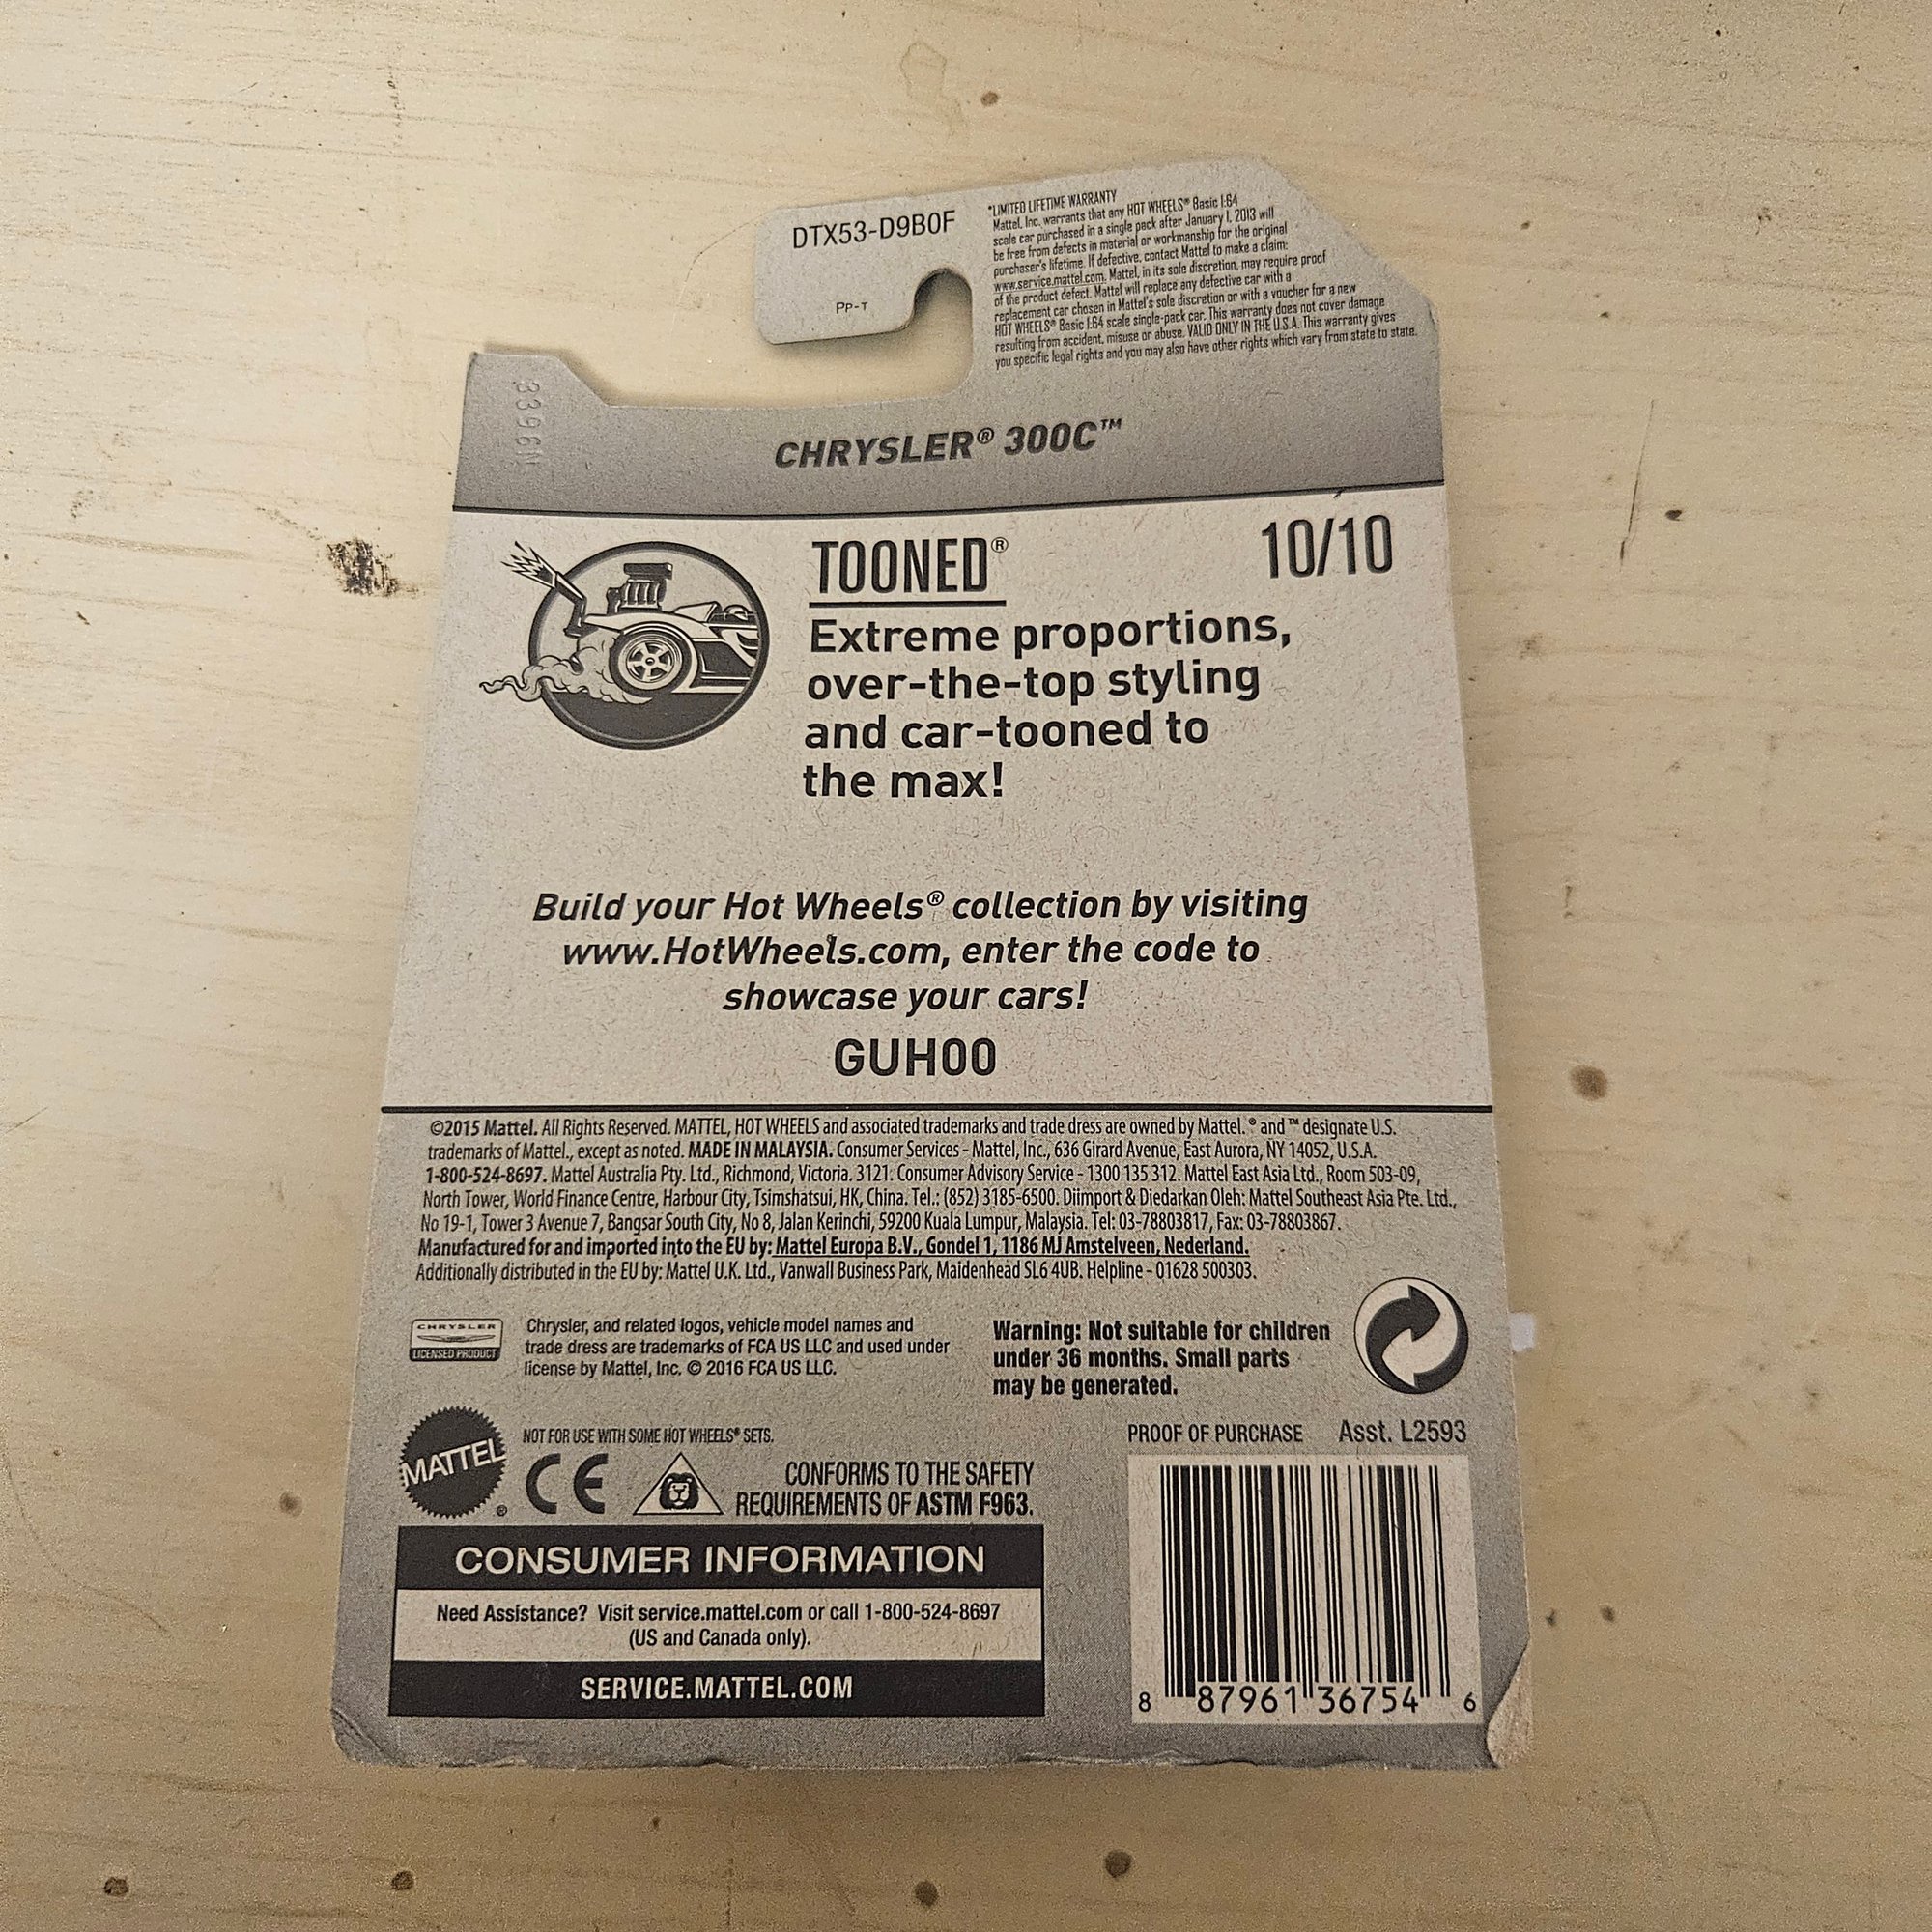 DTX53-D9B0F
PP-T
*LIMITED LIFETIME WARRANTY
Mattel, Inc. warrants that any HOT WHEELS® Basic 1:64
scale car purchased in a single pack after January 1, 2013 will
be free from defects in material or workmanship for the original
purchaser's lifetime. If defective, contact Mattel to make a claim:
www.service.mattel.com. Mattel, in its sole discretion, may require proof
of the product defect. Mattel will replace any defective car with a
replacement car chosen in Mattel's sole discretion or with a voucher for a new
HOT WHEELS® Basic 1:64 scale single-pack car. This warranty does not cover damage
resulting from accident, misuse or abuse. VALID ONLY IN THE U.S.A. This warranty gives
you specific legal rights and you may also have other rights which vary from state to state.
CHRYSLER® 300C™
TOONED®
10/10
Extreme proportions,
over-the-top styling
and car-tooned to
the max!
Build your Hot Wheels® collection by visiting
www.HotWheels.com, enter the code to
showcase your cars!
GUH00
©2015 Mattel. All Rights Reserved. MATTEL, HOT WHEELS and associated trademarks and trade dress are owned by Mattel. ® and ™ designate U.S.
trademarks of Mattel., except as noted. MADE IN MALAYSIA. Consumer Services - Mattel, Inc., 636 Girard Avenue, East Aurora, NY 14052, U.S.A.
1-800-524-8697. Mattel Australia Pty. Ltd., Richmond, Victoria. 3121. Consumer Advisory Service - 1300 135 312. Mattel East Asia Ltd., Room 503-09,
North Tower, World Finance Centre, Harbour City, Tsimshatsui, HK, China. Tel.: (852) 3185-6500. Diimport & Diedarkan Oleh: Mattel Southeast Asia Pte. Ltd.,
No 19-1, Tower 3 Avenue 7, Bangsar South City, No 8, Jalan Kerinchi, 59200 Kuala Lumpur, Malaysia. Tel: 03-78803817, Fax: 03-78803867.
Manufactured for and imported into the EU by: Mattel Europa B.V., Gondel 1, 1186 MJ Amstelveen, Nederland.
Additionally distributed in the EU by: Mattel U.K. Ltd., Vanwall Business Park, Maidenhead SL6 4UB. Helpline - 01628 500303.
CHRYSLER
LICENSED PRODUCT
Chrysler, and related logos, vehicle model names and
trade dress are trademarks of FCA US LLC and used under
license by Mattel, Inc. © 2016 FCA US LLC.
Warning: Not suitable for children
under 36 months. Small parts
may be generated.
MATTEL®
NOT FOR USE WITH SOME HOT WHEELS® SETS.
CE
CONFORMS TO THE SAFETY
REQUIREMENTS OF ASTM F963.
PROOF OF PURCHASE Asst. L2593
CONSUMER INFORMATION
Need Assistance? Visit service.mattel.com or call 1-800-524-8697
(US and Canada only).
SERVICE.MATTEL.COM
8 87961 36754 6